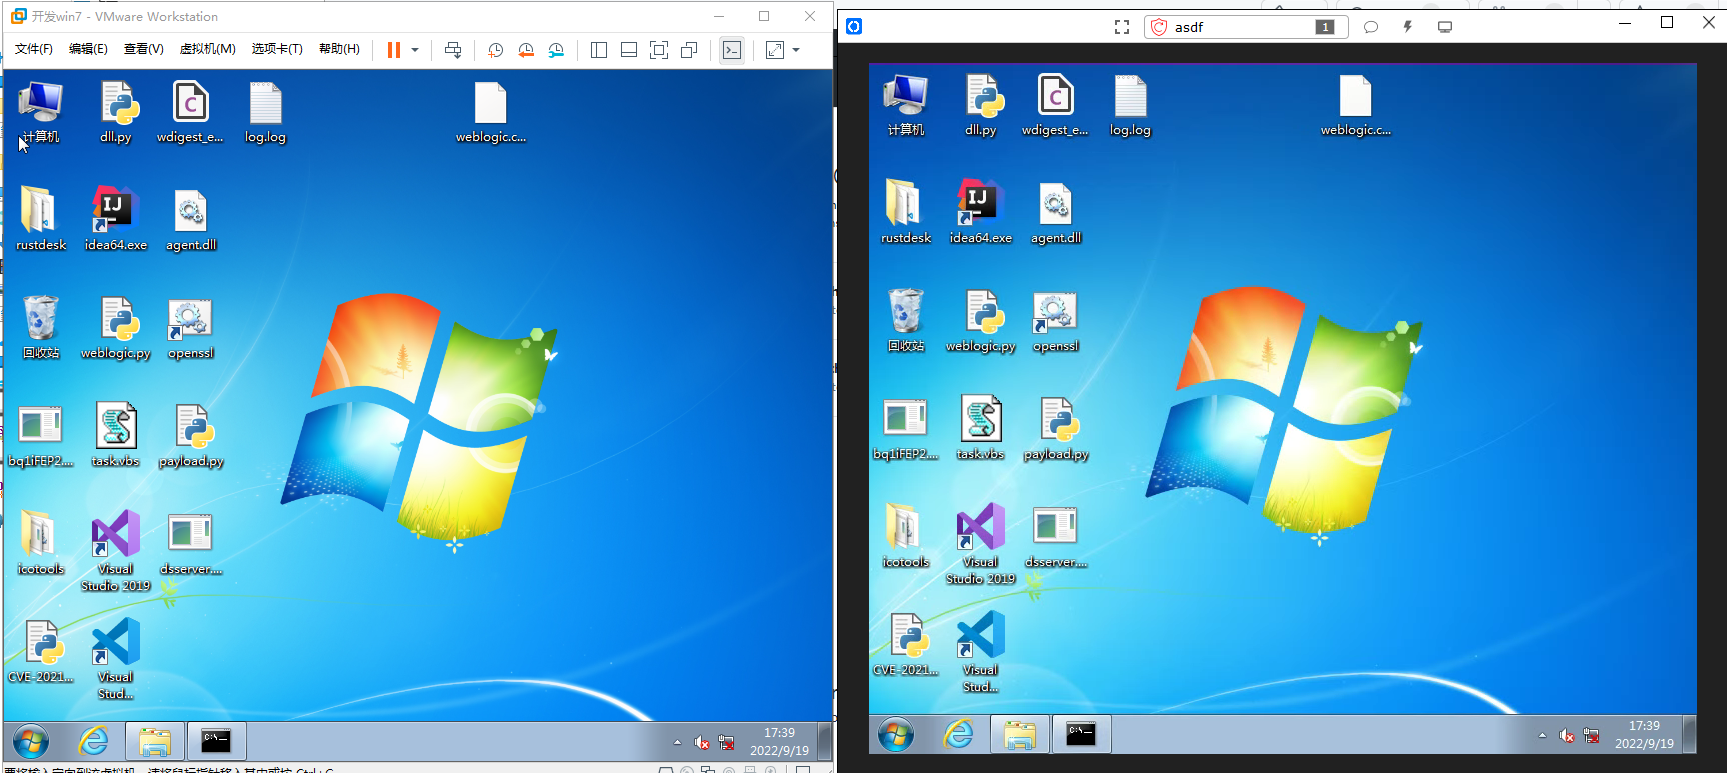 开发win7 - VMware Workstation
文件(F) 编辑(E) 查看(V) 虚拟机(M) 选项卡(T) 帮助(H)
计算机 dll.py wdigest_e... log.log weblogic.c...
rustdesk idea64.exe agent.dll
回收站 weblogic.py openssl
bq1iFEP2.... task.vbs payload.py
icotools Visual Studio 2019 dsserver....
CVE-2021... Visual Stud...
17:39
2022/9/19
asdf 1
计算机 dll.py wdigest_e... log.log weblogic.c...
rustdesk idea64.exe agent.dll
回收站 weblogic.py openssl
bq1iFEP2.... task.vbs payload.py
icotools Visual Studio 2019 dsserver....
CVE-2021... Visual Stud...
17:39
2022/9/19